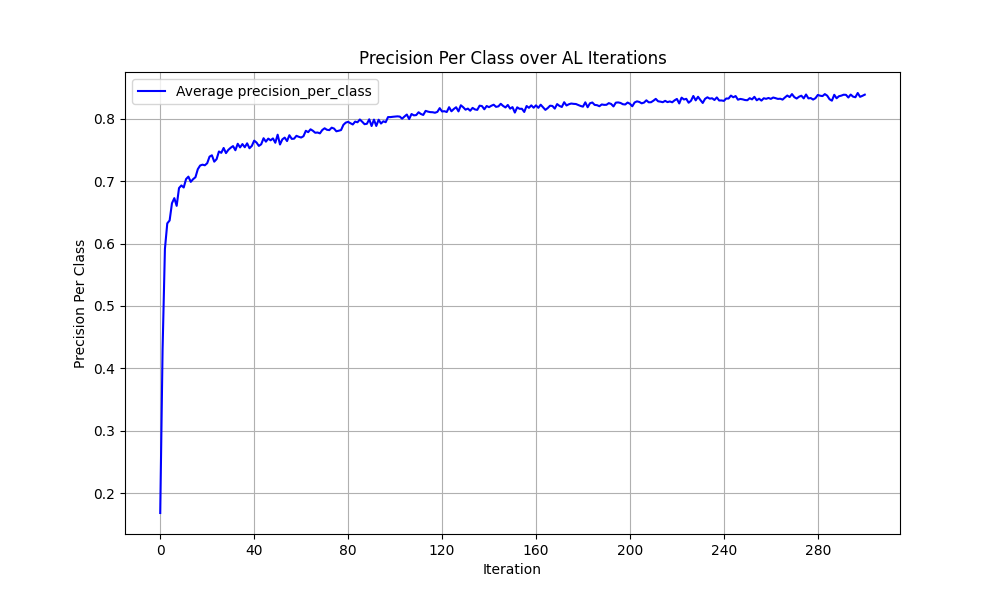 Precision Per Class over AL Iterations
Average precision_per_class
Precision Per Class
0.8
0.7
0.6
0.5
0.4
0.3
0.2
0 40 80 120 160 200 240 280
Iteration